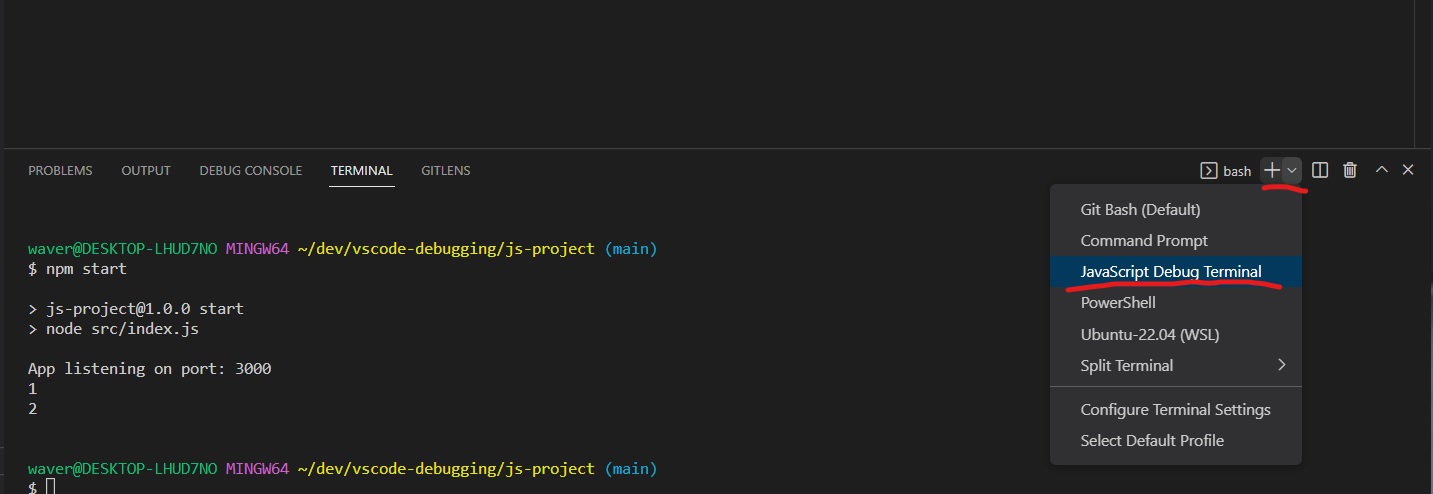 PROBLEMS OUTPUT DEBUG CONSOLE TERMINAL GITLENS
bash
waver@DESKTOP-LHUD7NO MINGW64 ~/dev/vscode-debugging/js-project (main)
$ npm start
> js-project@1.0.0 start
> node src/index.js
App listening on port: 3000
1
2
waver@DESKTOP-LHUD7NO MINGW64 ~/dev/vscode-debugging/js-project (main)
$
Git Bash (Default)
Command Prompt
JavaScript Debug Terminal
PowerShell
Ubuntu-22.04 (WSL)
Split Terminal
Configure Terminal Settings
Select Default Profile